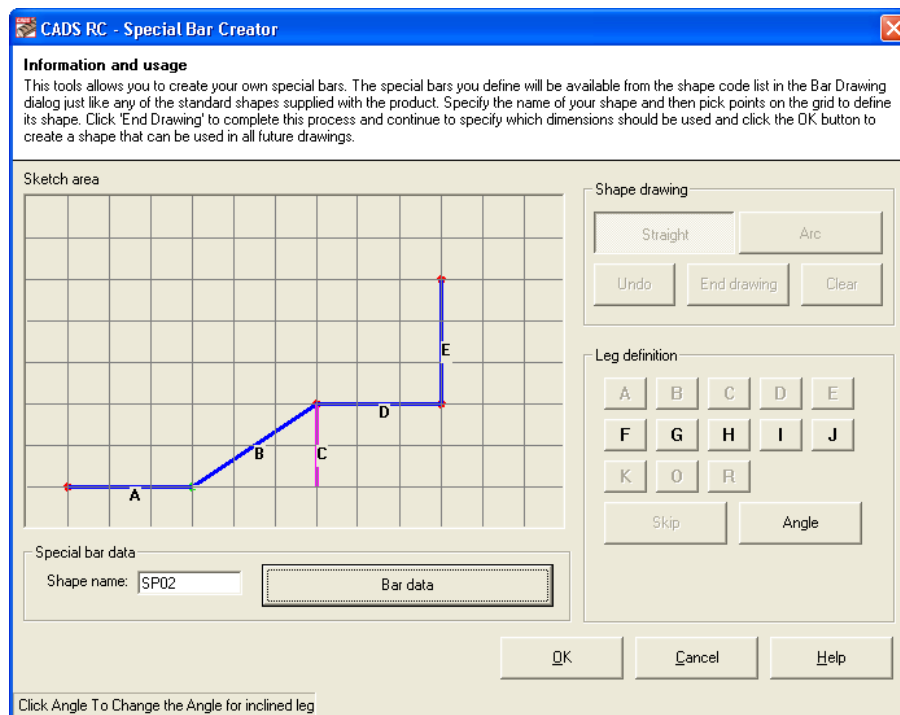 CADS RC - Special Bar Creator
Information and usage
This tools allows you to create your own special bars. The special bars you define will be available from the shape code list in the Bar Drawing
dialog just like any of the standard shapes supplied with the product. Specify the name of your shape and then pick points on the grid to define
its shape. Click 'End Drawing' to complete this process and continue to specify which dimensions should be used and click the OK button to
create a shape that can be used in all future drawings.
Sketch area
E
D
B
C
A
Special bar data
Shape name: SP02
Bar data
Shape drawing
Straight Arc
Undo End drawing Clear
Leg definition
A B C D E
F G H I J
K O R
Skip Angle
OK Cancel Help
Click Angle To Change the Angle for inclined leg